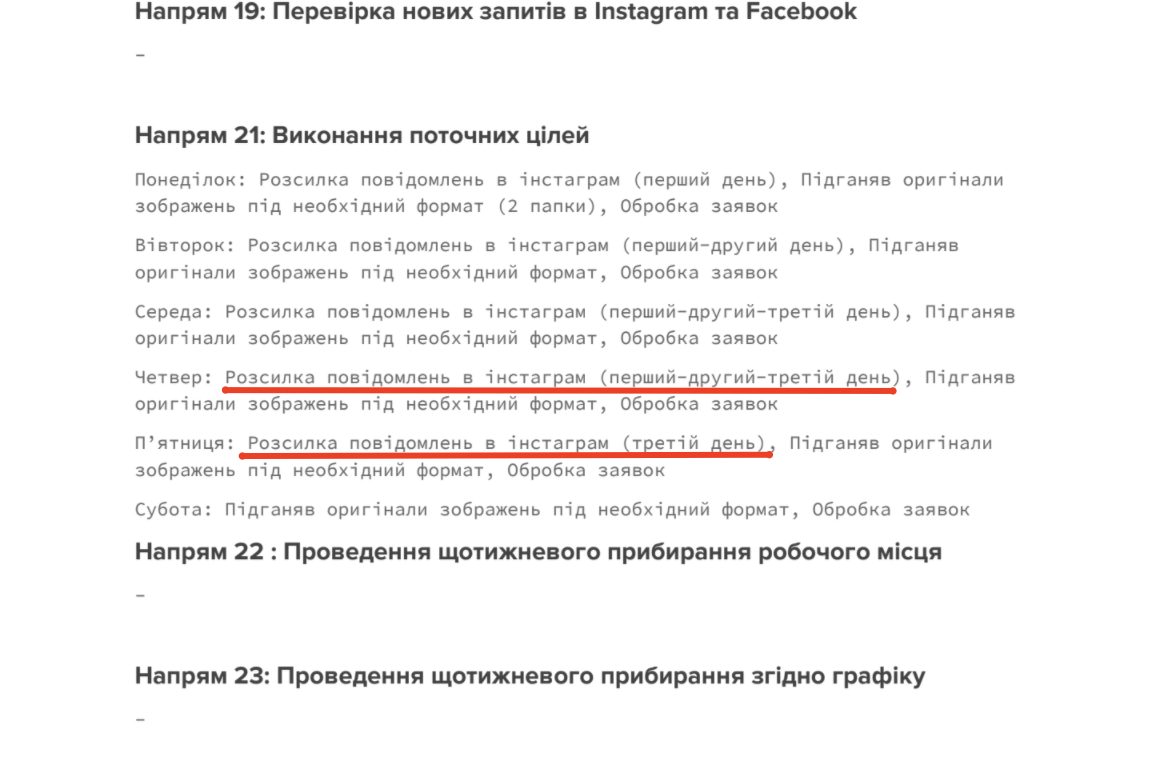 Напрям 19: Перевірка нових запитів в Instagram та Facebook
–
Напрям 21: Виконання поточних цілей
Понеділок: Розсилка повідомлень в інстаграм (перший день), Підганяв оригінали
зображень під необхідний формат (2 папки), Обробка заявок
Вівторок: Розсилка повідомлень в інстаграм (перший-другий день), Підганяв
оригінали зображень під необхідний формат, Обробка заявок
Середа: Розсилка повідомлень в інстаграм (перший-другий-третій день), Підганяв
оригінали зображень під необхідний формат, Обробка заявок
Четвер: Розсилка повідомлень в інстаграм (перший-другий-третій день), Підганяв
оригінали зображень під необхідний формат, Обробка заявок
П’ятниця: Розсилка повідомлень в інстаграм (третій день), Підганяв оригінали
зображень під необхідний формат, Обробка заявок
Субота: Підганяв оригінали зображень під необхідний формат, Обробка заявок
Напрям 22 : Проведення щотижневого прибирання робочого місця
–
Напрям 23: Проведення щотижневого прибирання згідно графіку
–